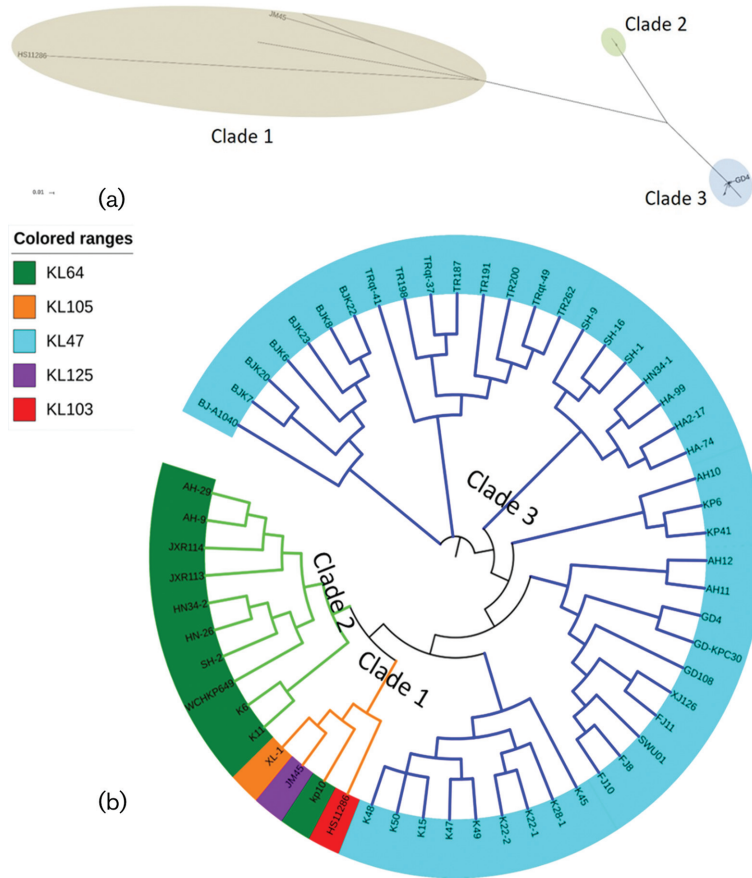 JM45
HS11286
Clade 1
Clade 2
Clade 3
GD4
0.01
(a)
Colored ranges
KL64
KL105
KL47
KL125
KL103
BJ-A1040
BJK7
BJK20
BJK6
BJK23
BJK8
BJK22
TRqt-41
TR198
TRqt-37
TR187
TR191
TR200
TRqt-49
TR262
SH-9
SH-16
SH-1
HN34-1
HA-99
HA2-17
HA-74
AH10
KP6
KP41
AH12
AH11
GD4
GD-KPC30
GD108
XJ126
FJ11
SWU01
FJ8
FJ10
K45
K28-1
K22-1
K22-2
K49
K47
K15
K50
K48
HS11286
kp10
JM45
XL-1
K11
K6
WCHKP649
SH-2
HN-26
HN34-2
JXR113
JXR114
AH-9
AH-29
Clade 3
Clade 2
Clade 1
(b)